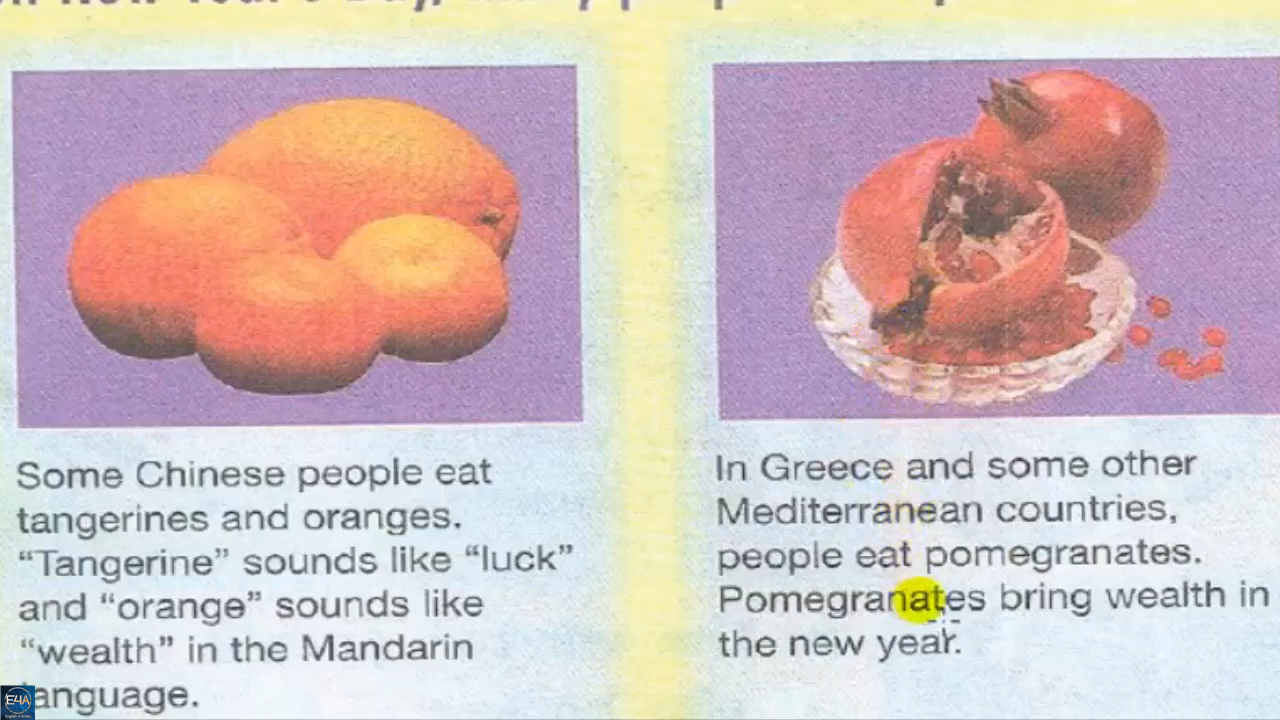 Some Chinese people eat
tangerines and oranges.
“Tangerine” sounds like “luck”
and “orange” sounds like
“wealth” in the Mandarin
language.
In Greece and some other
Mediterranean countries,
people eat pomegranates.
Pomegranates bring wealth in
the new year.
E4A